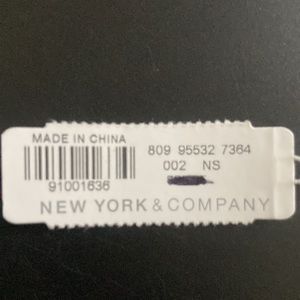 MADE IN CHINA
809 95532 7364
002 NS
91001636
NEW YORK & COMPANY